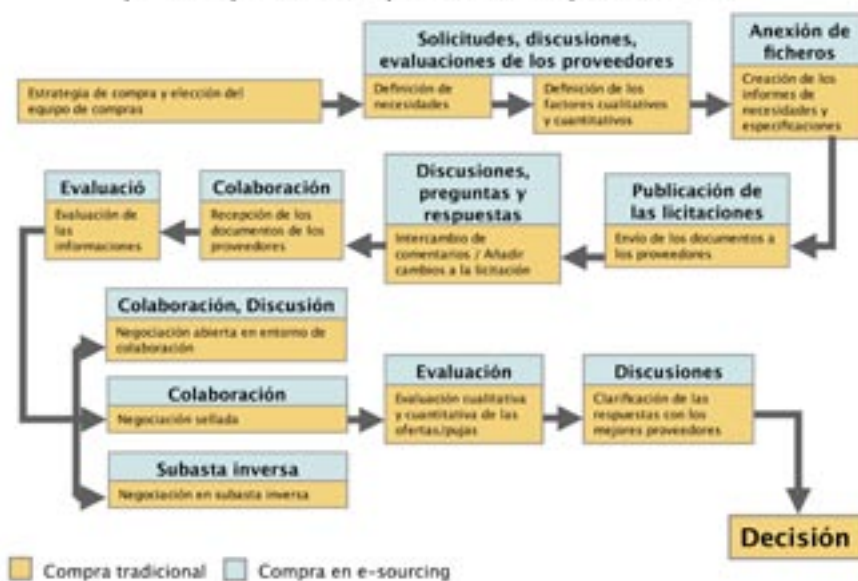 Solicitudes, discusiones,
evaluaciones de los proveedores
Anexión de
ficheros
Estrategia de compra y elección del
equipo de compras
Definición de
necesidades
Definición de los
factores cualitativos
y cuantitativos
Creación de los
informes de
necesidades y
especificaciones
Evaluació
Evaluación de
las
informaciones
Colaboración
Recepción de los
documentos de los
proveedores
Discusiones,
preguntas y
respuestas
Intercambio de
comentarios / Añadir
cambios a la licitación
Publicación de
las licitaciones
Envío de los documentos a
los proveedores
Colaboración, Discusión
Negociación abierta en entorno de
colaboración
Colaboración
Negociación sellada
Subasta inversa
Negociación en subasta inversa
Evaluación
Evaluación cualitativa
y cuantitativa de las
ofertas/pujas
Discusiones
Clarificación de las
respuestas con los
mejores proveedores
Decisión
Compra tradicional
Compra en e-sourcing